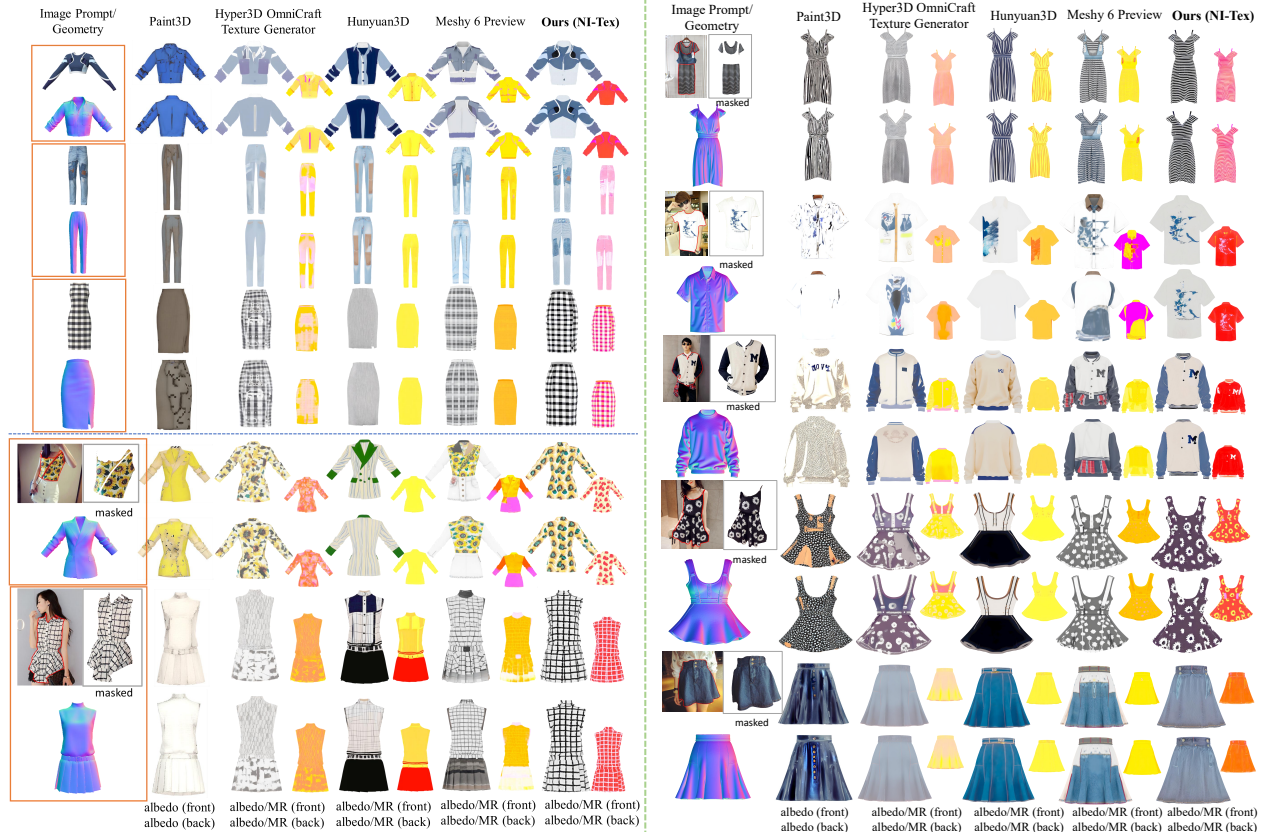 Image Prompt/
Geometry
Paint3D
Hyper3D OmniCraft
Texture Generator
Hunyuan3D
Meshy 6 Preview
Ours (NI-Tex)
masked
masked
albedo (front)
albedo (back)
albedo/MR (front)
albedo/MR (back)
albedo/MR (front)
albedo/MR (back)
albedo/MR (front)
albedo/MR (back)
albedo/MR (front)
albedo/MR (back)
Image Prompt/
Geometry
Paint3D
Hyper3D OmniCraft
Texture Generator
Hunyuan3D
Meshy 6 Preview
Ours (NI-Tex)
masked
masked
masked
M
M
M
M
M
masked
masked
albedo (front)
albedo (back)
albedo/MR (front)
albedo/MR (back)
albedo/MR (front)
albedo/MR (back)
albedo/MR (front)
albedo/MR (back)
albedo/MR (front)
albedo/MR (back)